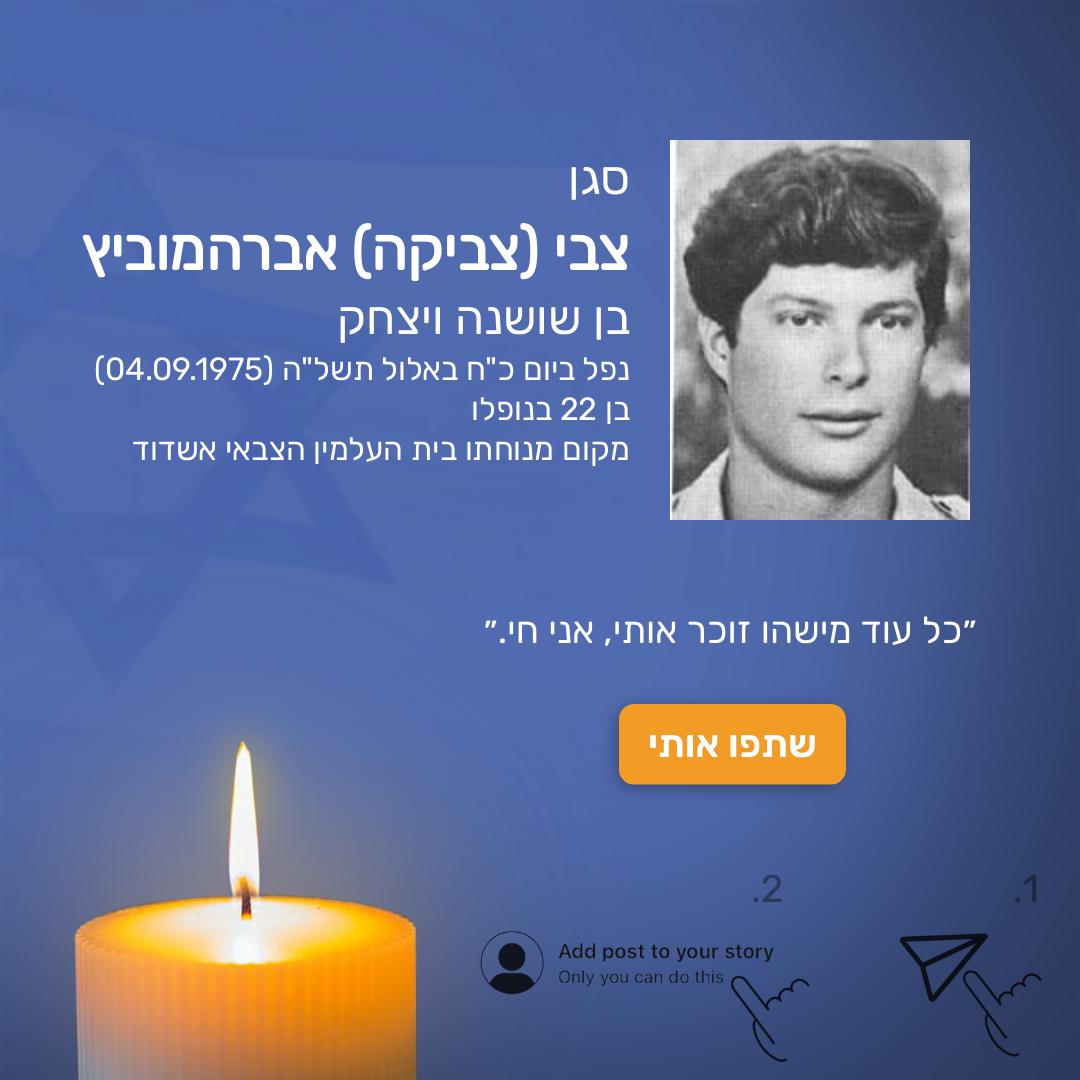 סגן
צבי (צביקה) אברהמוביץ
בן שושנה ויצחק
נפל ביום כ"ח באלול תשל"ה (04.09.1975)
בן 22 בנופלו
מקום מנוחתו בית העלמין הצבאי אשדוד
״כל עוד מישהו זוכר אותי, אני חי.״
שתפו אותי
.1
.2
Add post to your story
Only you can do this